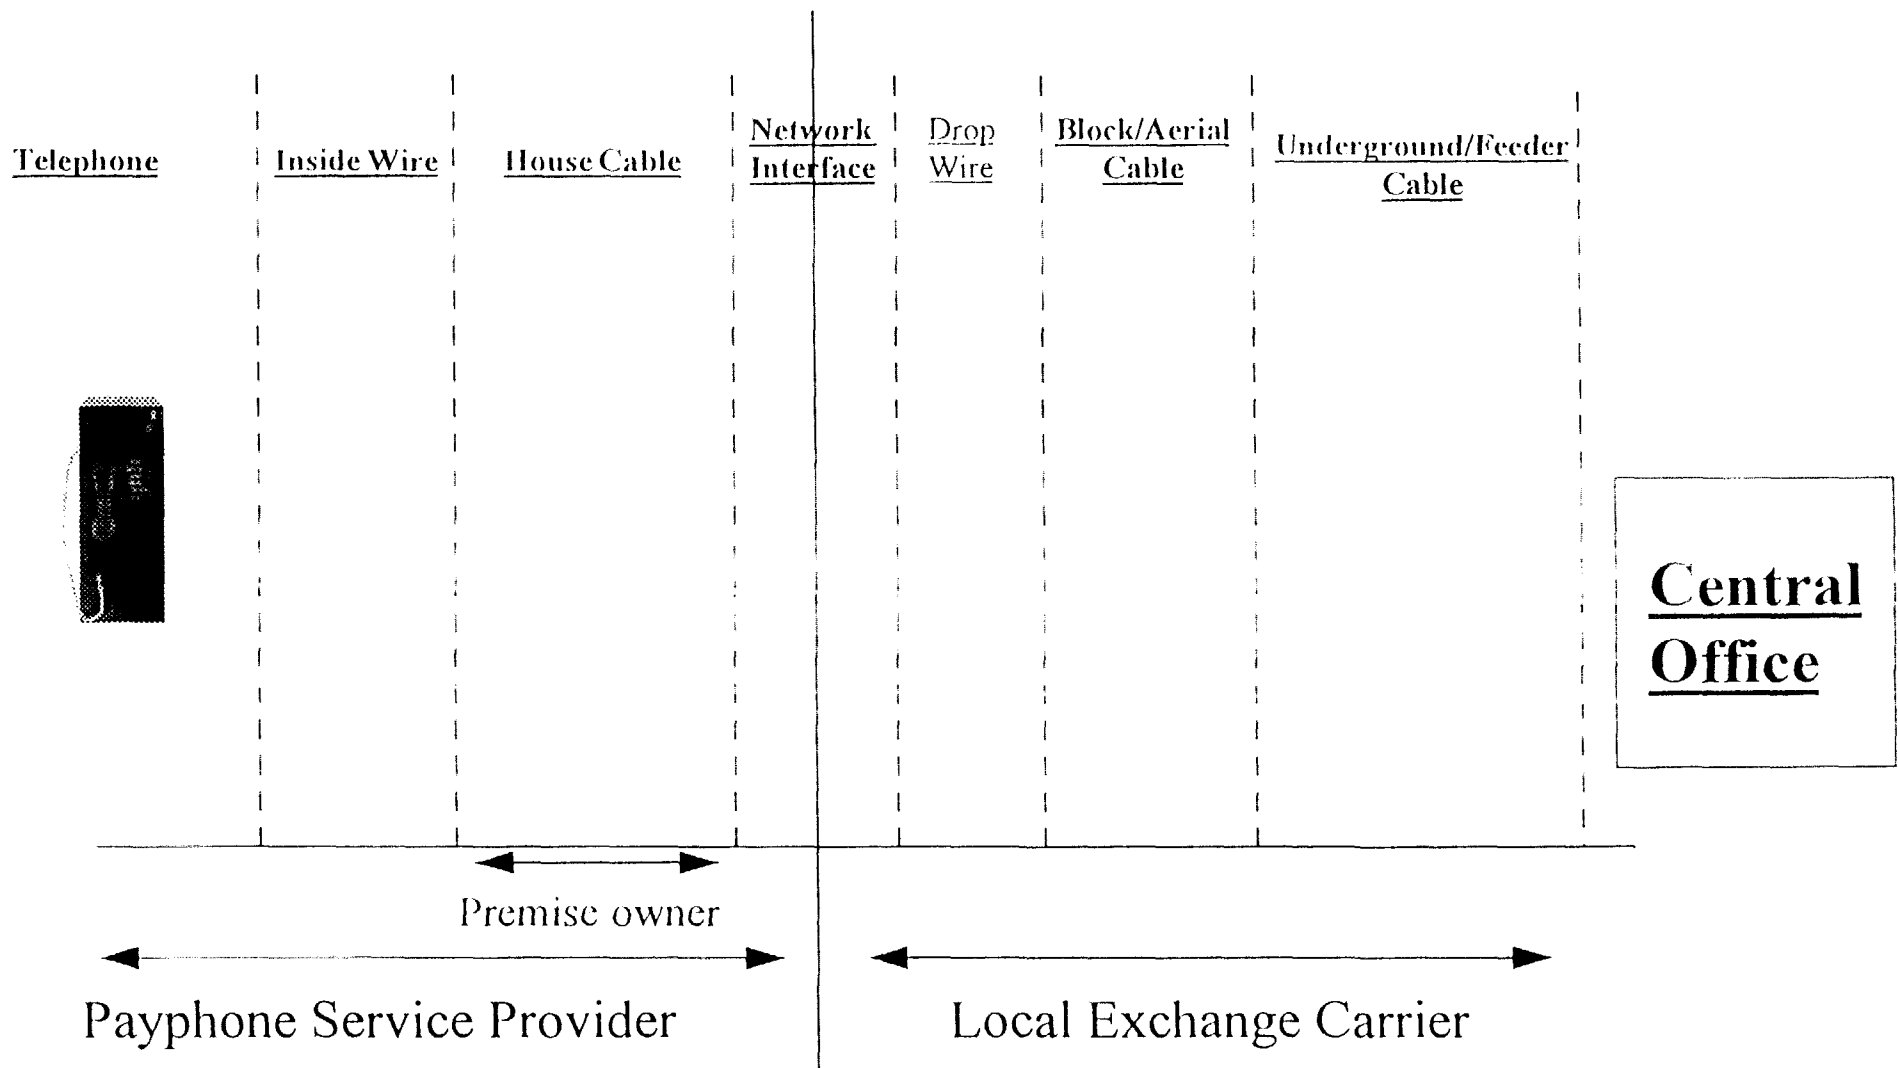 Telephone
Inside Wire
House Cable
Network
Interface
Drop
Wire
Block/Aerial
Cable
Underground/Feeder
Cable
Central
Office
Premise owner
Payphone Service Provider
Local Exchange Carrier